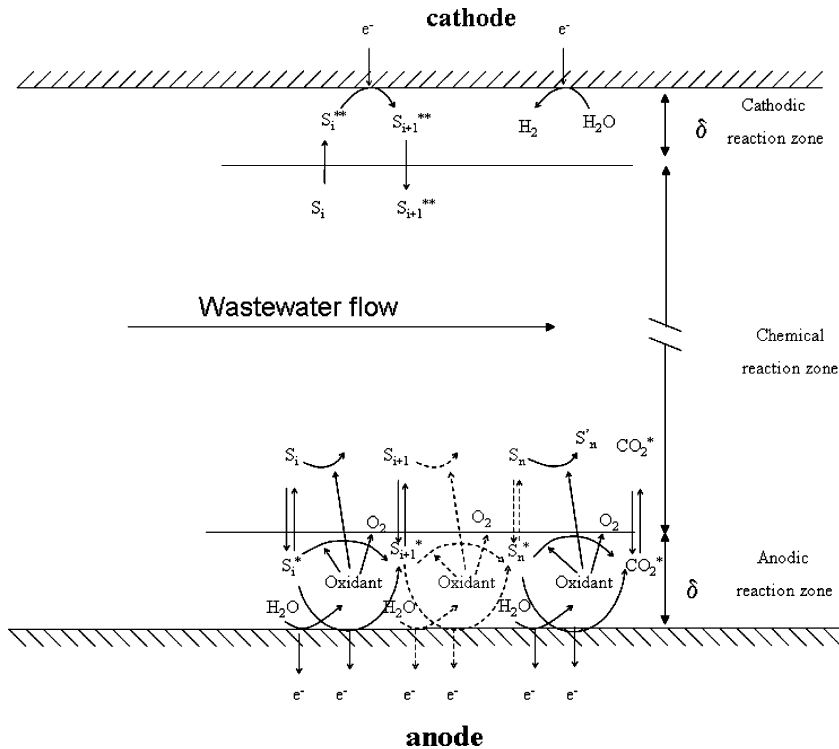 cathode
e⁻ e⁻
Sᵢ** Sᵢ₊₁** H₂ H₂O δ Cathodic
reaction zone
Sᵢ Sᵢ₊₁**
Wastewater flow
Chemical
reaction zone
Sᵢ Sᵢ₊₁ Sₙ S'ₙ CO₂*
O₂ O₂ O₂
Sᵢ* Sᵢ₊₁* Sₙ* CO₂* Anodic
Oxidant Oxidant Oxidant δ reaction zone
H₂O H₂O H₂O
e⁻ e⁻ e⁻ e⁻ e⁻ e⁻
anode